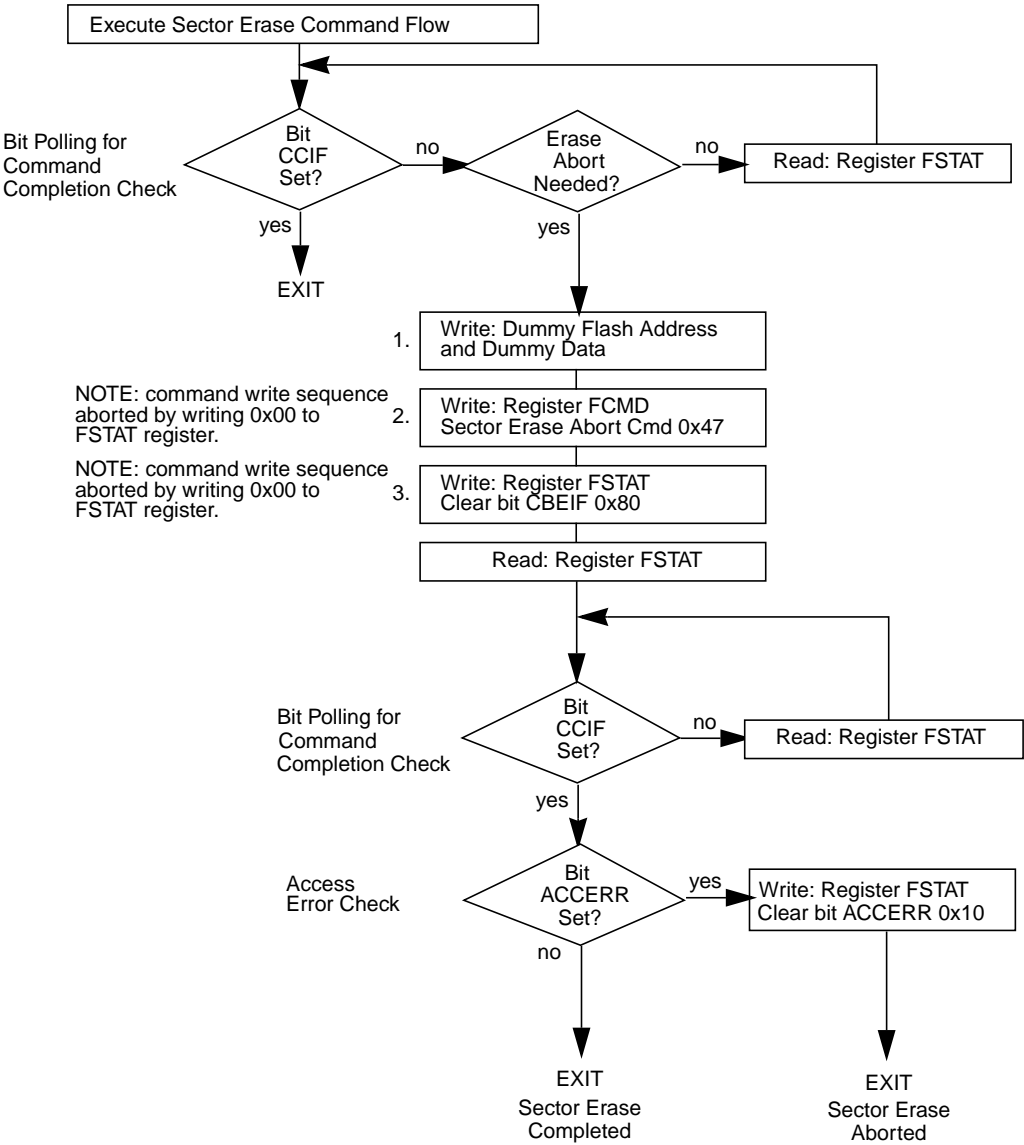 Execute Sector Erase Command Flow
Bit Polling for
Command
Completion Check
Bit
CCIF
Set?
no
Erase
Abort
Needed?
no
Read: Register FSTAT
yes
EXIT
yes
1.
Write: Dummy Flash Address
and Dummy Data
NOTE: command write sequence
aborted by writing 0x00 to
FSTAT register.
2.
Write: Register FCMD
Sector Erase Abort Cmd 0x47
NOTE: command write sequence
aborted by writing 0x00 to
FSTAT register.
3.
Write: Register FSTAT
Clear bit CBEIF 0x80
Read: Register FSTAT
Bit Polling for
Command
Completion Check
Bit
CCIF
Set?
no
Read: Register FSTAT
yes
Access
Error Check
Bit
ACCERR
Set?
yes
Write: Register FSTAT
Clear bit ACCERR 0x10
no
EXIT
Sector Erase
Completed
EXIT
Sector Erase
Aborted